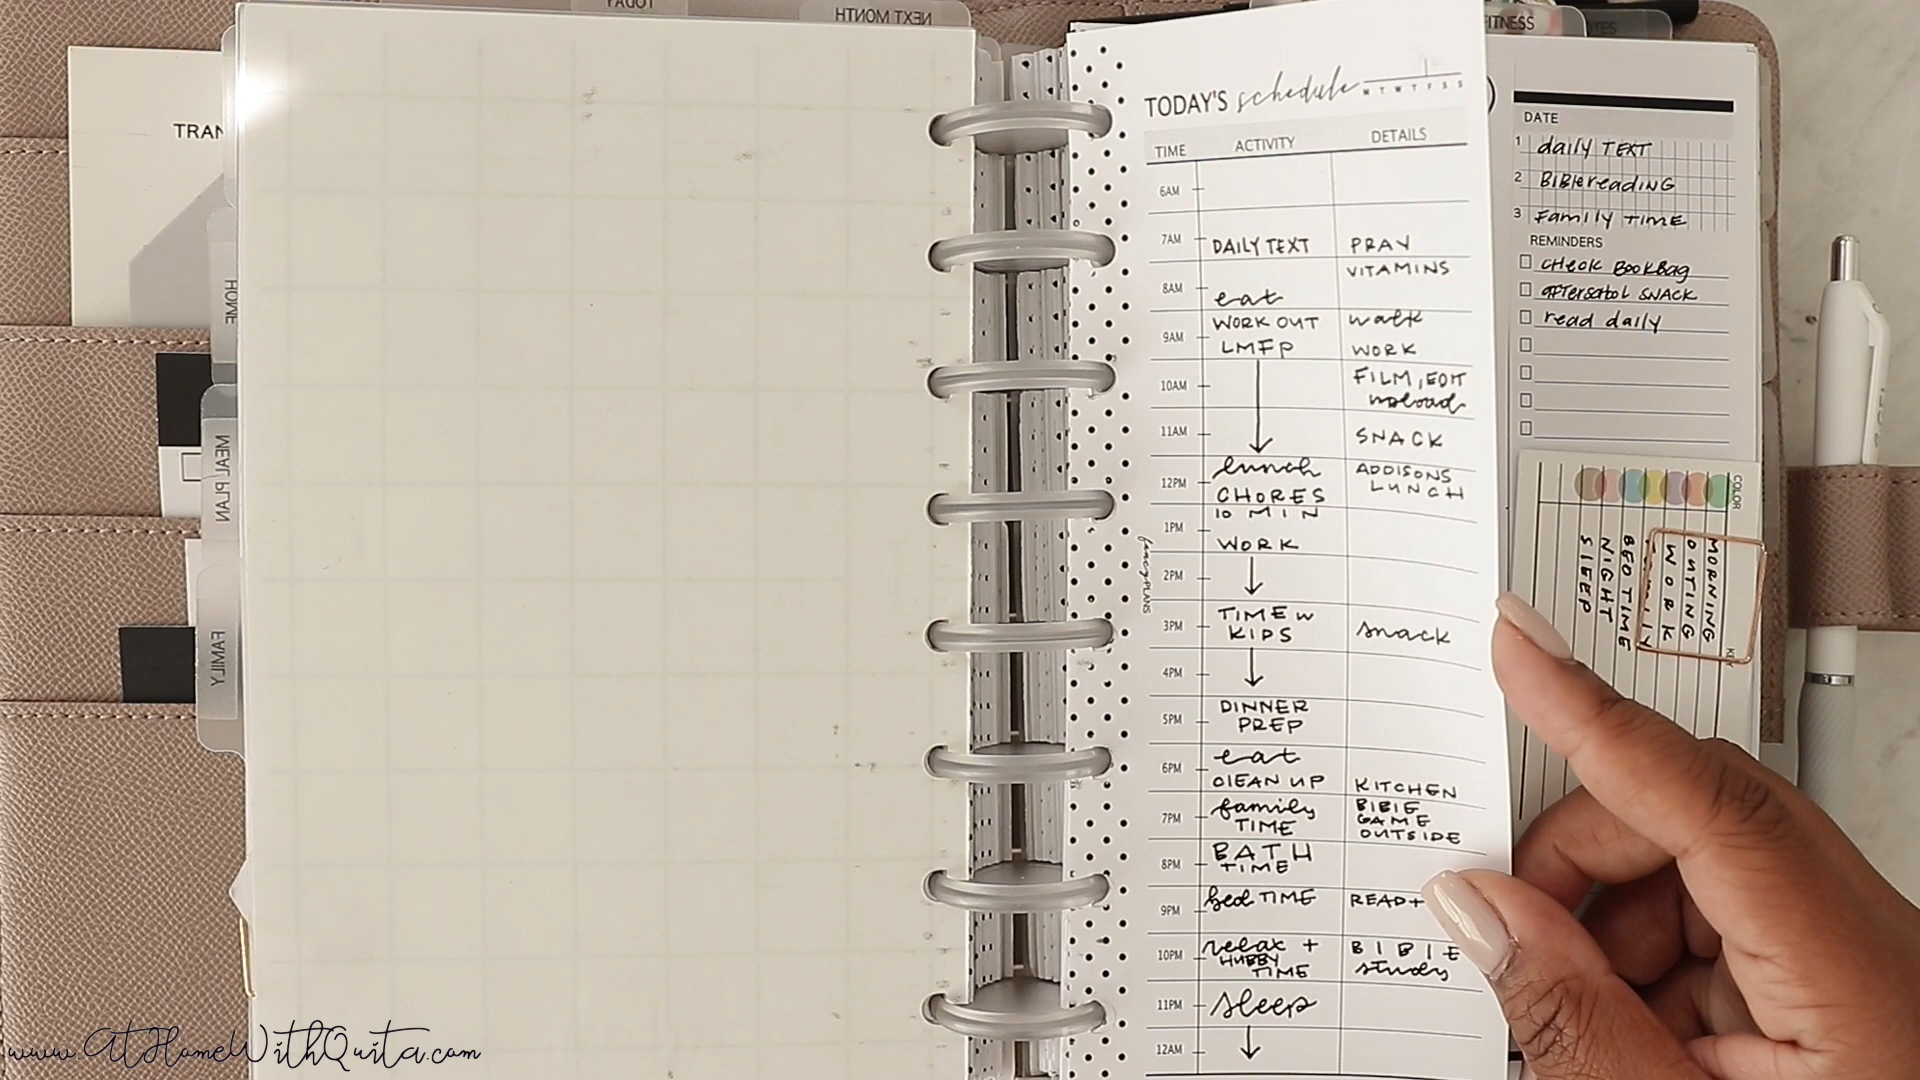 TODAY
NEXT MONTH
FITNESS
NOTES
TRAN
HOME
MEAL PLAN
FAMILY
TODAY'S schedule
M T W T F S S
TIME ACTIVITY DETAILS
6AM
7AM DAILY TEXT PRAY
VITAMINS
8AM eat
WORK OUT walk
9AM LMFP WORK
10AM FILM, EDIT
upload
11AM SNACK
lunch ADDISONS
12PM CHORES LUNCH
10 MIN
1PM WORK
2PM
TIME W
3PM KIDS snack
4PM
DINNER
5PM PREP
eat
6PM CLEAN UP KITCHEN
family BIBLE
7PM TIME GAME
OUTSIDE
BATH
8PM TIME
bed TIME READ+
9PM
relax + BIBLE
10PM HUBBY study
TIME
11PM sleep
12AM
DATE
1 daily TEXT
2 BIBLE reading
3 Family TIME
REMINDERS
CHECK BOOKBAG
SNACK
read daily
COLOR
KEY
MORNING
OUTING
WORK
BED TIME
NIGHT
SLEEP
www.AtHomeWithQuita.com